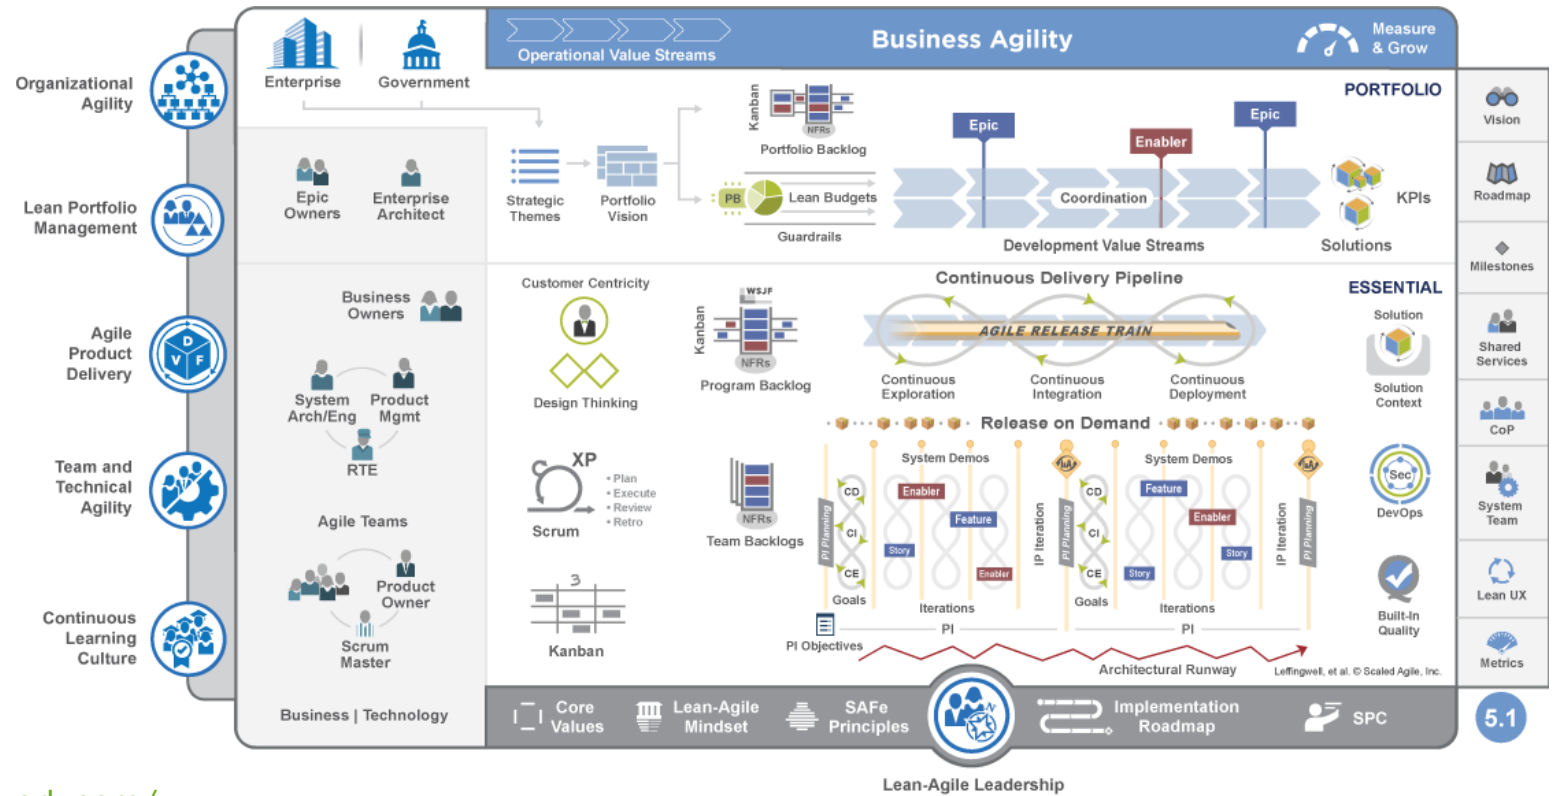 Organizational
Agility
Lean Portfolio
Management
Agile
Product
Delivery
D
V F
Team and
Technical
Agility
Continuous
Learning
Culture
Enterprise
Government
Operational Value Streams
Business Agility
Measure
& Grow
PORTFOLIO
Epic
Owners
Enterprise
Architect
Strategic
Themes
Portfolio
Vision
Kanban
NFRs
Portfolio Backlog
PB
Lean Budgets
Guardrails
Epic
Enabler
Epic
Coordination
Development Value Streams
KPIs
Solutions
ESSENTIAL
Business
Owners
System
Arch/Eng
Product
Mgmt
RTE
Agile Teams
Product
Owner
Scrum
Master
Business | Technology
Customer Centricity
Design Thinking
XP
• Plan
• Execute
• Review
• Retro
Scrum
3
Kanban
WSJF
Kanban
NFRs
Program Backlog
NFRs
Team Backlogs
Continuous Delivery Pipeline
AGILE RELEASE TRAIN
Continuous
Exploration
Continuous
Integration
Continuous
Deployment
Release on Demand
System Demos
System Demos
I&A
I&A
PI Planning
CD
CI
CE
Goals
Enabler
Feature
Story
Enabler
Iterations
IP Iteration
PI Planning
CD
CI
CE
Goals
Feature
Enabler
Story
Story
Iterations
IP Iteration
PI Planning
PI
PI
PI Objectives
Architectural Runway
Leffingwell, et al. © Scaled Agile, Inc.
Solution
Solution
Context
Sec
DevOps
Built-In
Quality
Vision
Roadmap
Milestones
Shared
Services
CoP
System
Team
Lean UX
Metrics
5.1
Core
Values
Lean-Agile
Mindset
SAFe
Principles
N
Implementation
Roadmap
SPC
Lean-Agile Leadership